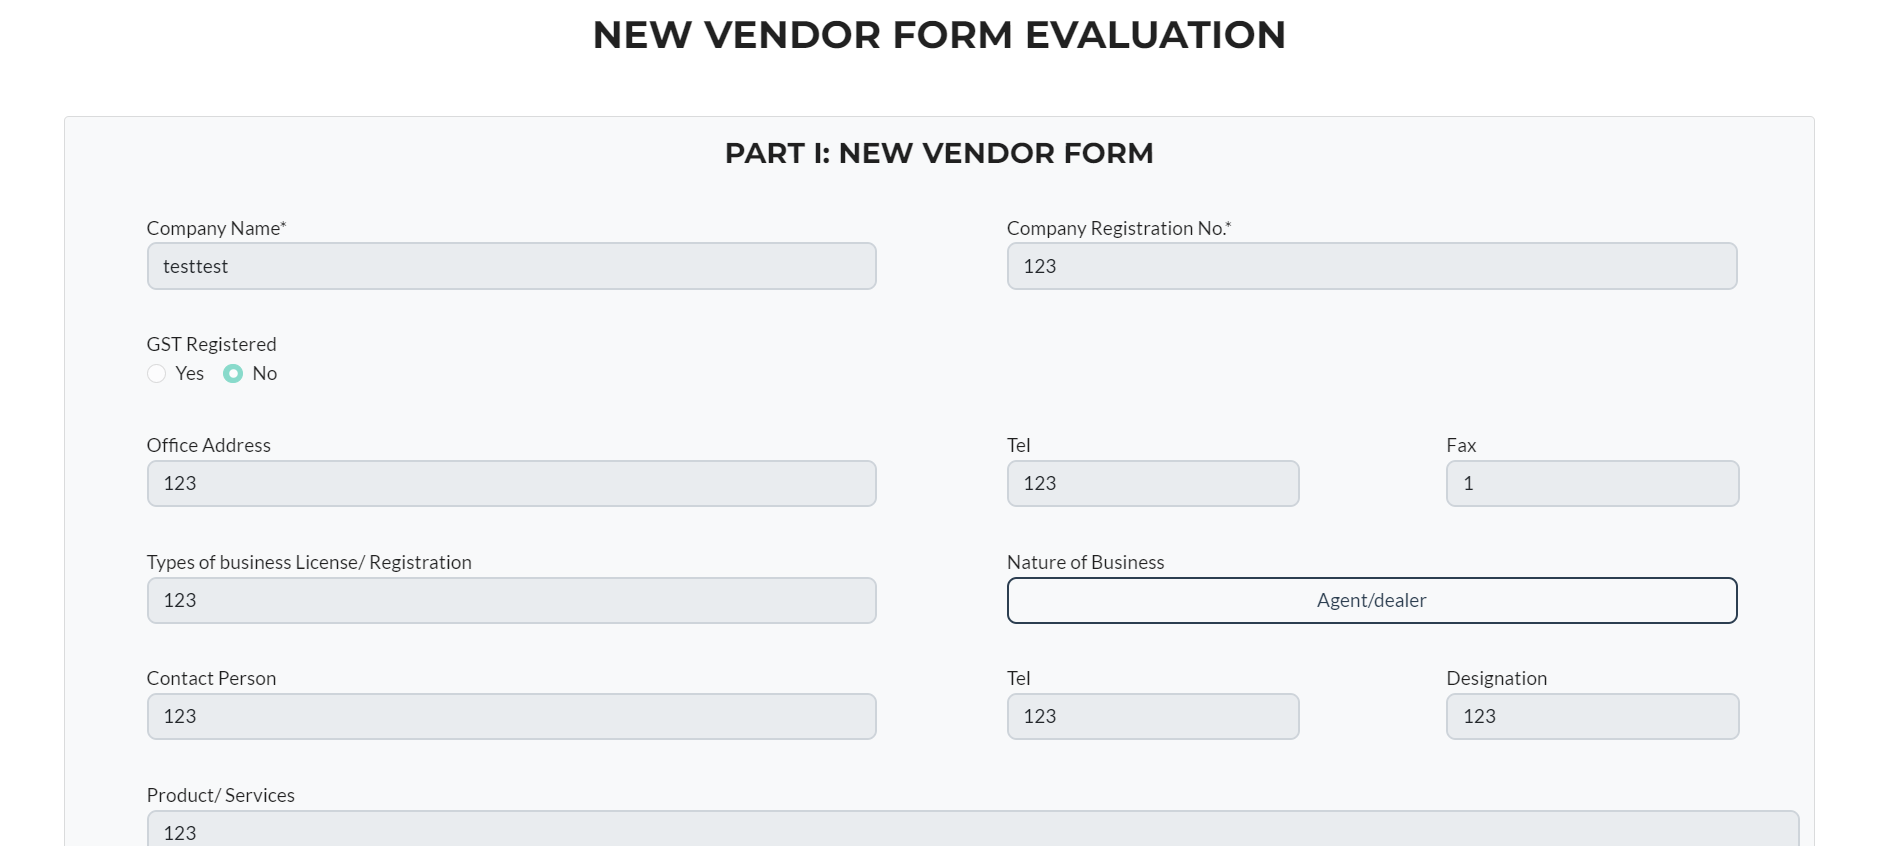 NEW VENDOR FORM EVALUATION
PART I: NEW VENDOR FORM
Company Name*
Company Registration No.*
testtest
123
GST Registered
Yes No
Office Address
Tel
Fax
123
123
1
Types of business License/ Registration
Nature of Business
123
Agent/dealer
Contact Person
Tel
Designation
123
123
123
Product/ Services
123